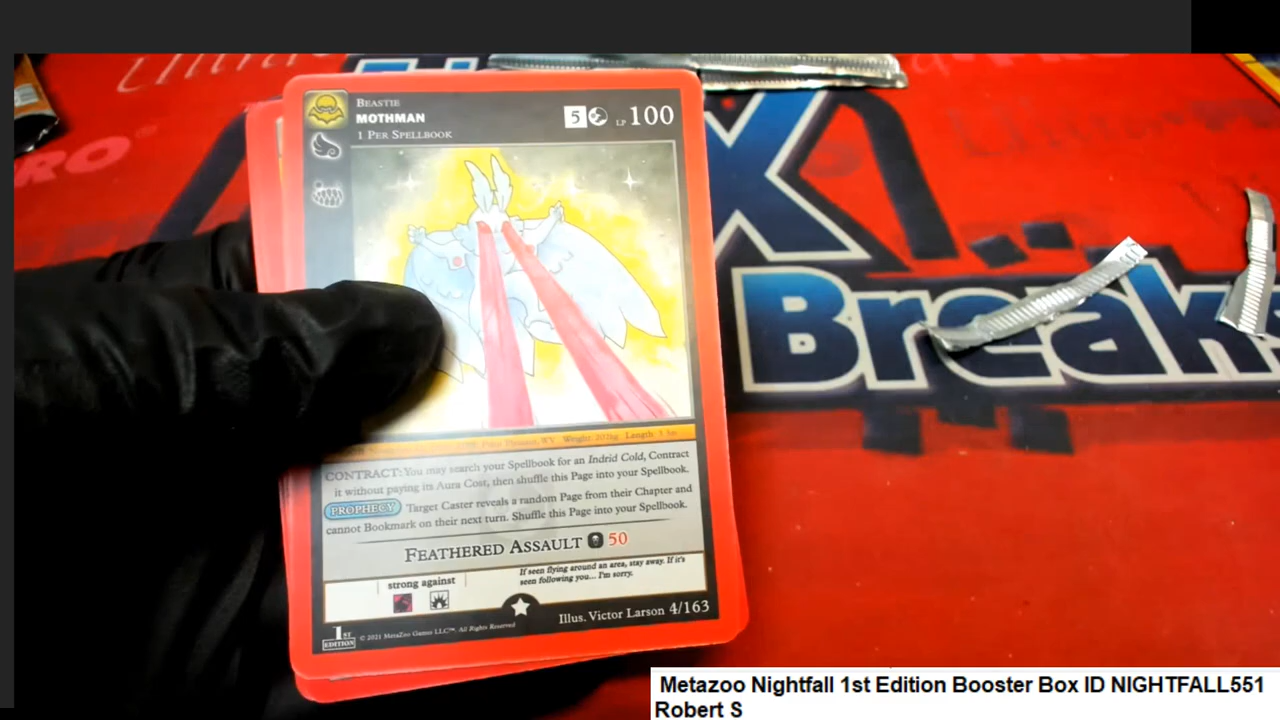 BEASTIE
MOTHMAN
1 PER SPELLBOOK
5 LP 100
X
Breaks
Length: 
CONTRACT: You may search your Spellbook for an Indrid Cold, Contract
it without paying its Aura Cost, then shuffle this Page into your Spellbook.
PROPHECY Target Caster reveals a random Page from their Chapter and
cannot Bookmark on their next turn. Shuffle this Page into your Spellbook.
FEATHERED ASSAULT 50
strong against
If seen flying around an area, stay away. If it's
seen following you... I'm sorry.
Illus. Victor Larson 4/163
1ST
EDITION
© 2021 MetaZoo Games LLC™. All Rights Reserved
Metazoo Nightfall 1st Edition Booster Box ID NIGHTFALL551
Robert S